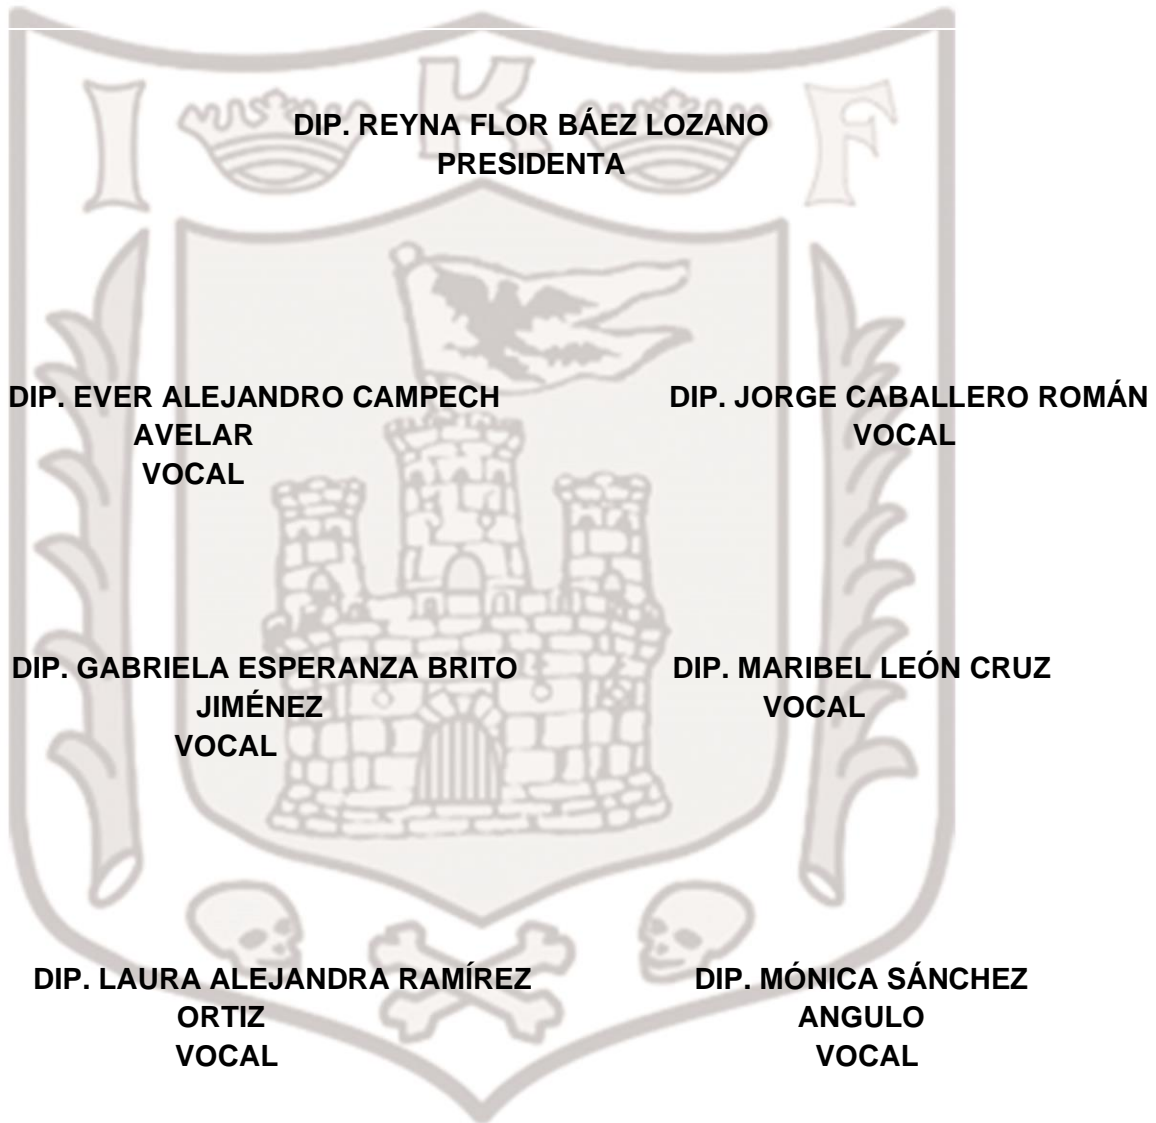 I K F
DIP. REYNA FLOR BÁEZ LOZANO
PRESIDENTA
DIP. EVER ALEJANDRO CAMPECH
AVELAR
VOCAL
DIP. JORGE CABALLERO ROMÁN
VOCAL
DIP. GABRIELA ESPERANZA BRITO
JIMÉNEZ
VOCAL
DIP. MARIBEL LEÓN CRUZ
VOCAL
DIP. LAURA ALEJANDRA RAMÍREZ
ORTIZ
VOCAL
DIP. MÓNICA SÁNCHEZ
ANGULO
VOCAL